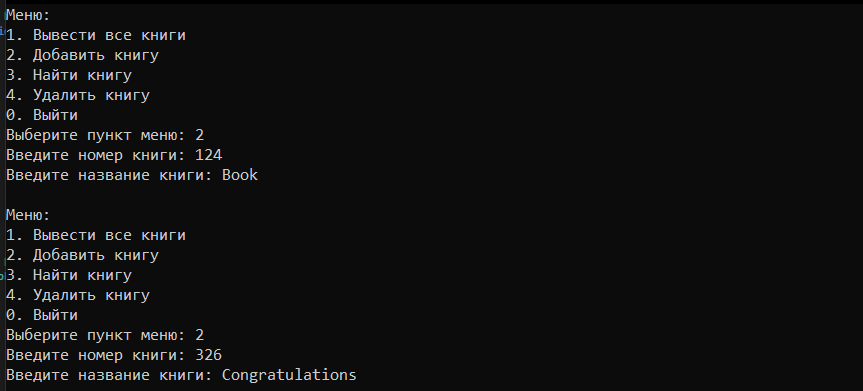 Меню:
1. Вывести все книги
2. Добавить книгу
3. Найти книгу
4. Удалить книгу
0. Выйти
Выберите пункт меню: 2
Введите номер книги: 124
Введите название книги: Book

Меню:
1. Вывести все книги
2. Добавить книгу
3. Найти книгу
4. Удалить книгу
0. Выйти
Выберите пункт меню: 2
Введите номер книги: 326
Введите название книги: Congratulations